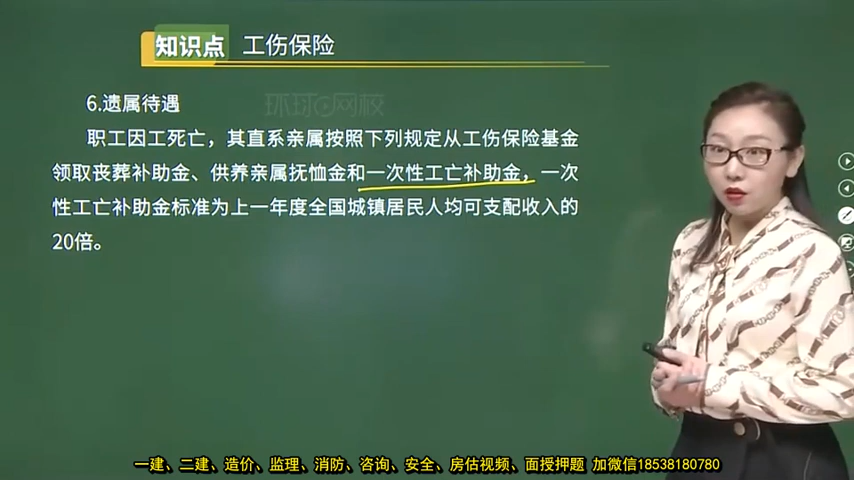 知识点 工伤保险
环球网校
6.遗属待遇
职工因工死亡，其直系亲属按照下列规定从工伤保险基金
领取丧葬补助金、供养亲属抚恤金和一次性工亡补助金，一次
性工亡补助金标准为上一年度全国城镇居民人均可支配收入的
20倍。
一建、二建、造价、监理、消防、咨询、安全、房估视频、面授押题 加微信18538180780